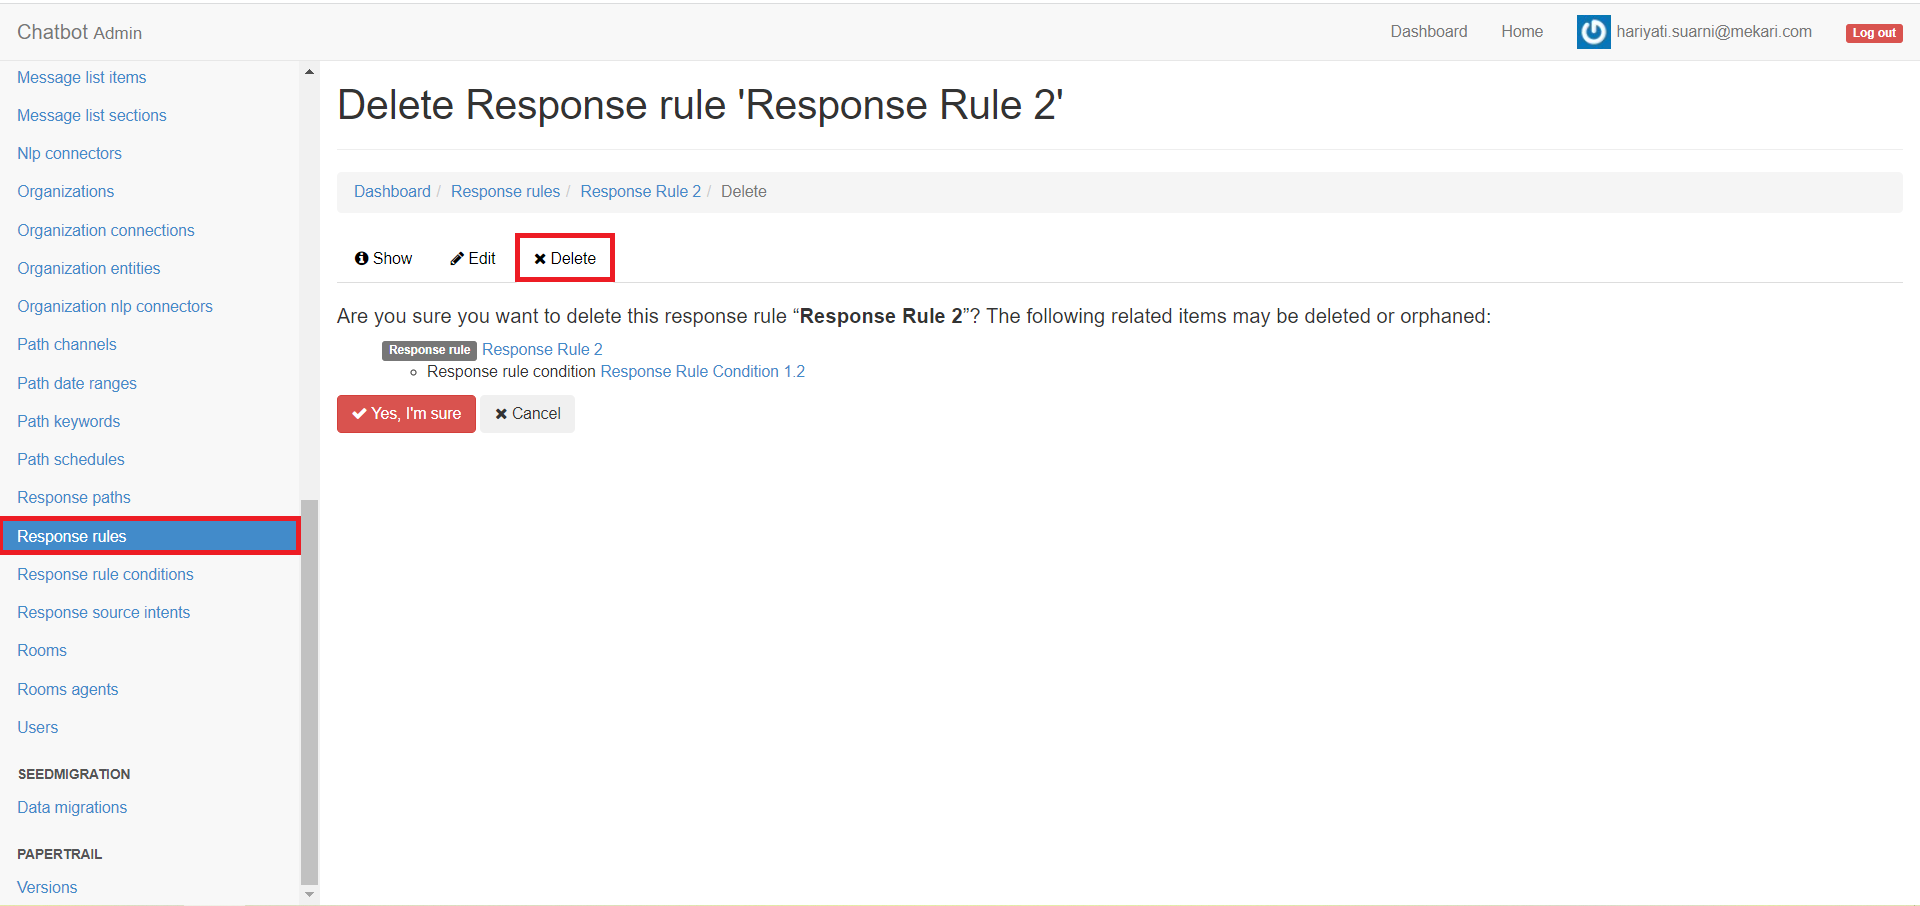 Chatbot Admin
Dashboard
Home
hariyati.suarni@mekari.com
Log out
Message list items
Message list sections
Nlp connectors
Organizations
Organization connections
Organization entities
Organization nlp connectors
Path channels
Path date ranges
Path keywords
Path schedules
Response paths
Response rules
Response rule conditions
Response source intents
Rooms
Rooms agents
Users
SEEDMIGRATION
Data migrations
PAPERTRAIL
Versions
Delete Response rule 'Response Rule 2'
Dashboard / Response rules / Response Rule 2 / Delete
Show
Edit
Delete
Are you sure you want to delete this response rule “Response Rule 2”? The following related items may be deleted or orphaned:
Response rule Response Rule 2
Response rule condition Response Rule Condition 1.2
Yes, I'm sure
Cancel